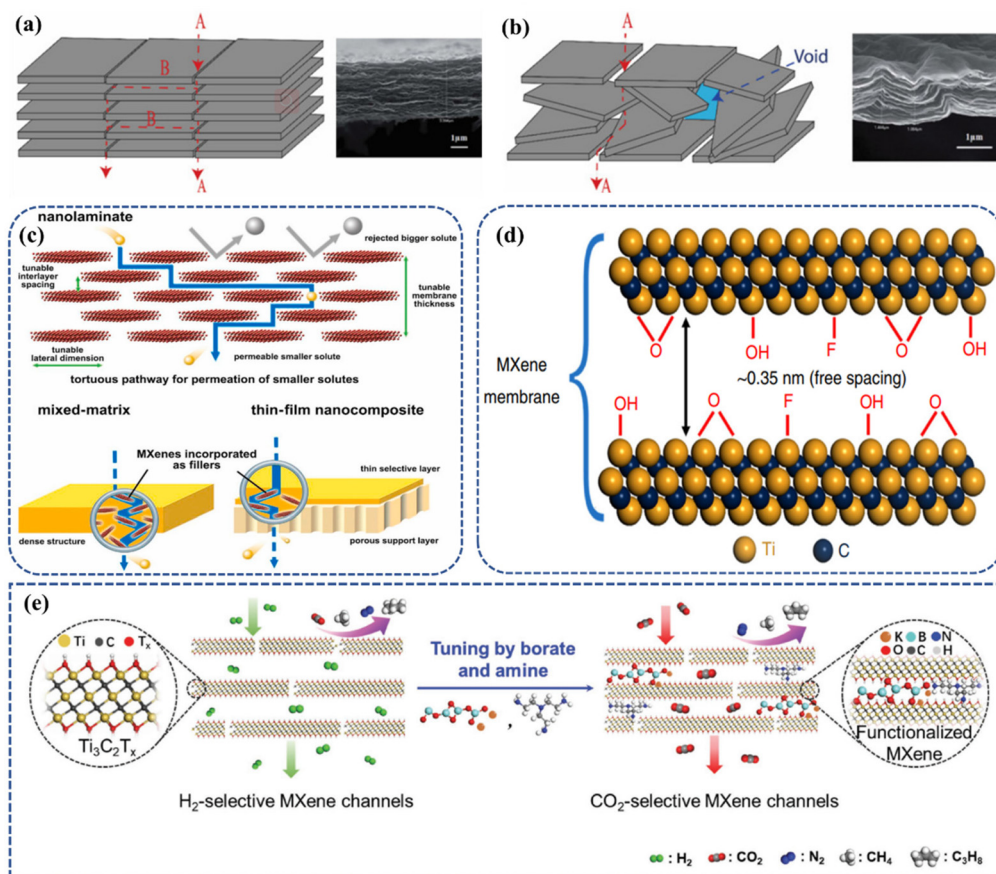 (a)
A
B
B
A
1μm
(b)
A
Void
A
1μm
(c)
nanolaminate
rejected bigger solute
tunable
interlayer
spacing
tunable
membrane
thickness
tunable
lateral dimension
permeable smaller solute
tortuous pathway for permeation of smaller solutes
mixed-matrix
thin-film nanocomposite
MXenes incorporated
as fillers
thin selective layer
dense structure
porous support layer
(d)
MXene
membrane
O
OH
F
O
OH
~0.35 nm (free spacing)
OH
O
F
OH
O
Ti
C
(e)
Ti C Tₓ
Ti₃C₂Tₓ
H₂-selective MXene channels
Tuning by borate
and amine
,
CO₂-selective MXene channels
K B N
O C H
Functionalized
MXene
: H₂ : CO₂ : N₂ : CH₄ : C₃H₈